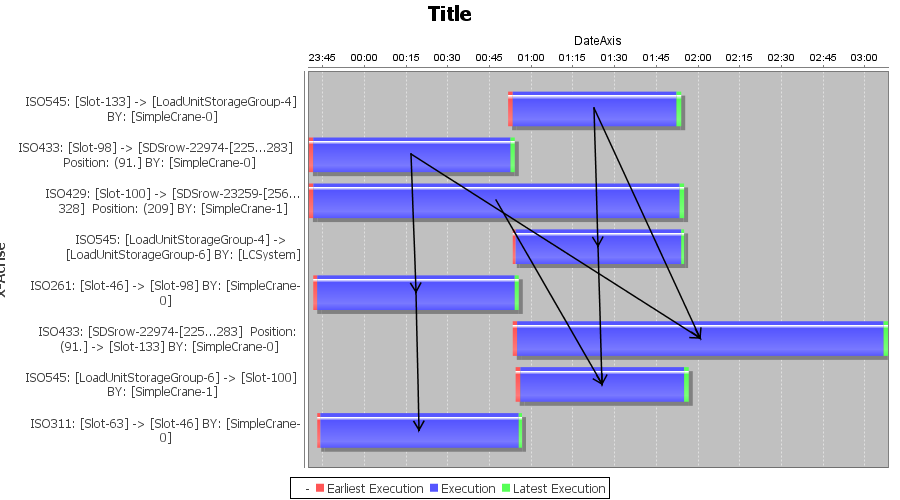 Title
DateAxis
23:45 00:00 00:15 00:30 00:45 01:00 01:15 01:30 01:45 02:00 02:15 02:30 02:45 03:00
ISO545: [Slot-133] -> [LoadUnitStorageGroup-4]
BY: [SimpleCrane-0]
ISO433: [Slot-98] -> [SDSrow-22974-[225...283]
Position: (91.] BY: [SimpleCrane-0]
ISO429: [Slot-100] -> [SDSrow-23259-[256...
328] Position: (209] BY: [SimpleCrane-1]
ISO545: [LoadUnitStorageGroup-4] ->
[LoadUnitStorageGroup-6] BY: [LCSystem]
ISO261: [Slot-46] -> [Slot-98] BY: [SimpleCrane-
0]
ISO433: [SDSrow-22974-[225...283] Position:
(91.] -> [Slot-133] BY: [SimpleCrane-0]
ISO545: [LoadUnitStorageGroup-6] -> [Slot-100]
BY: [SimpleCrane-1]
ISO311: [Slot-63] -> [Slot-46] BY: [SimpleCrane-
0]
- Earliest Execution Execution Latest Execution